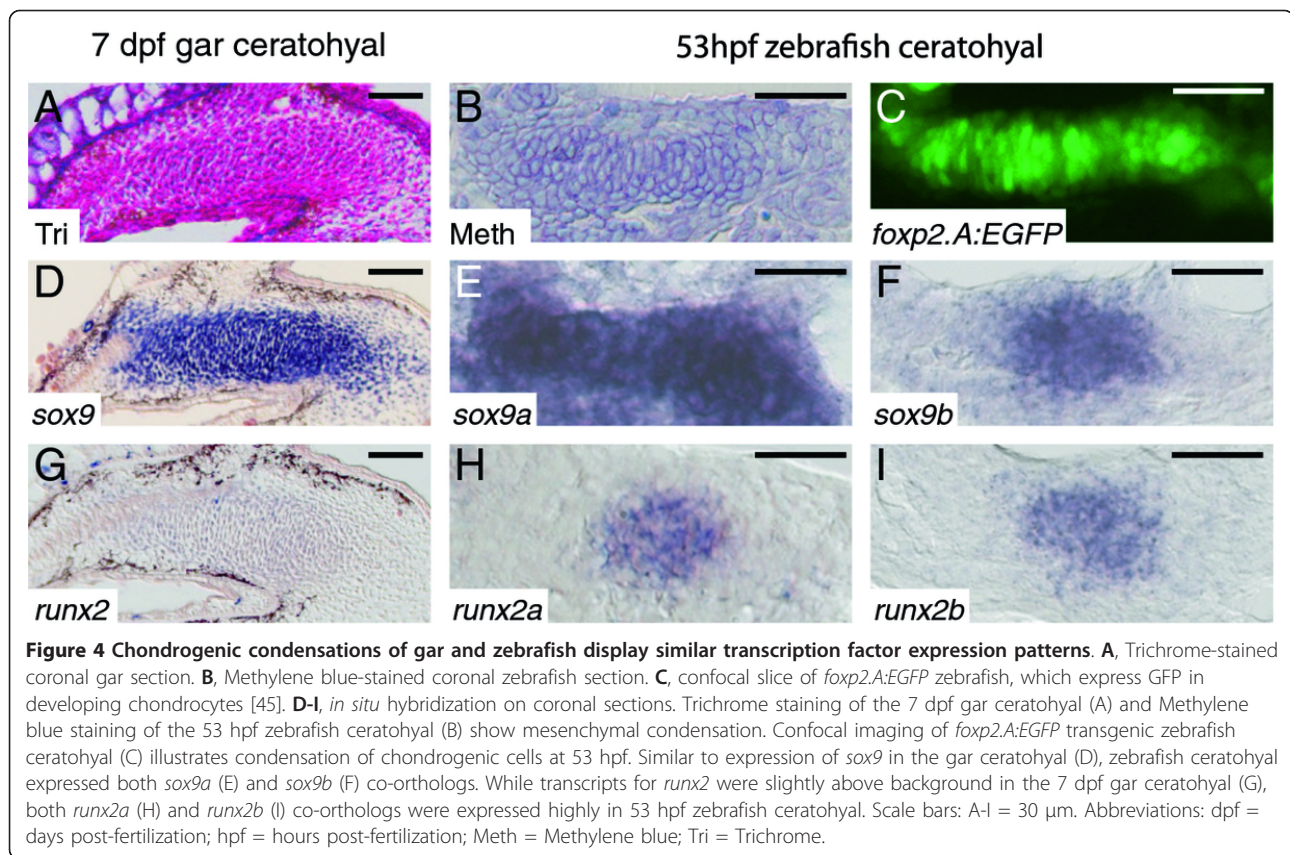 7 dpf gar ceratohyal
53hpf zebrafish ceratohyal
A
Tri
B
Meth
C
foxp2.A:EGFP
D
sox9
E
sox9a
F
sox9b
G
runx2
H
runx2a
I
runx2b
Figure 4 Chondrogenic condensations of gar and zebrafish display similar transcription factor expression patterns. A, Trichrome-stained
coronal gar section. B, Methylene blue-stained coronal zebrafish section. C, confocal slice of foxp2.A:EGFP zebrafish, which express GFP in
developing chondrocytes [45]. D-I, in situ hybridization on coronal sections. Trichrome staining of the 7 dpf gar ceratohyal (A) and Methylene
blue staining of the 53 hpf zebrafish ceratohyal (B) show mesenchymal condensation. Confocal imaging of foxp2.A:EGFP transgenic zebrafish
ceratohyal (C) illustrates condensation of chondrogenic cells at 53 hpf. Similar to expression of sox9 in the gar ceratohyal (D), zebrafish ceratohyal
expressed both sox9a (E) and sox9b (F) co-orthologs. While transcripts for runx2 were slightly above background in the 7 dpf gar ceratohyal (G),
both runx2a (H) and runx2b (I) co-orthologs were expressed highly in 53 hpf zebrafish ceratohyal. Scale bars: A-I = 30 μm. Abbreviations: dpf =
days post-fertilization; hpf = hours post-fertilization; Meth = Methylene blue; Tri = Trichrome.